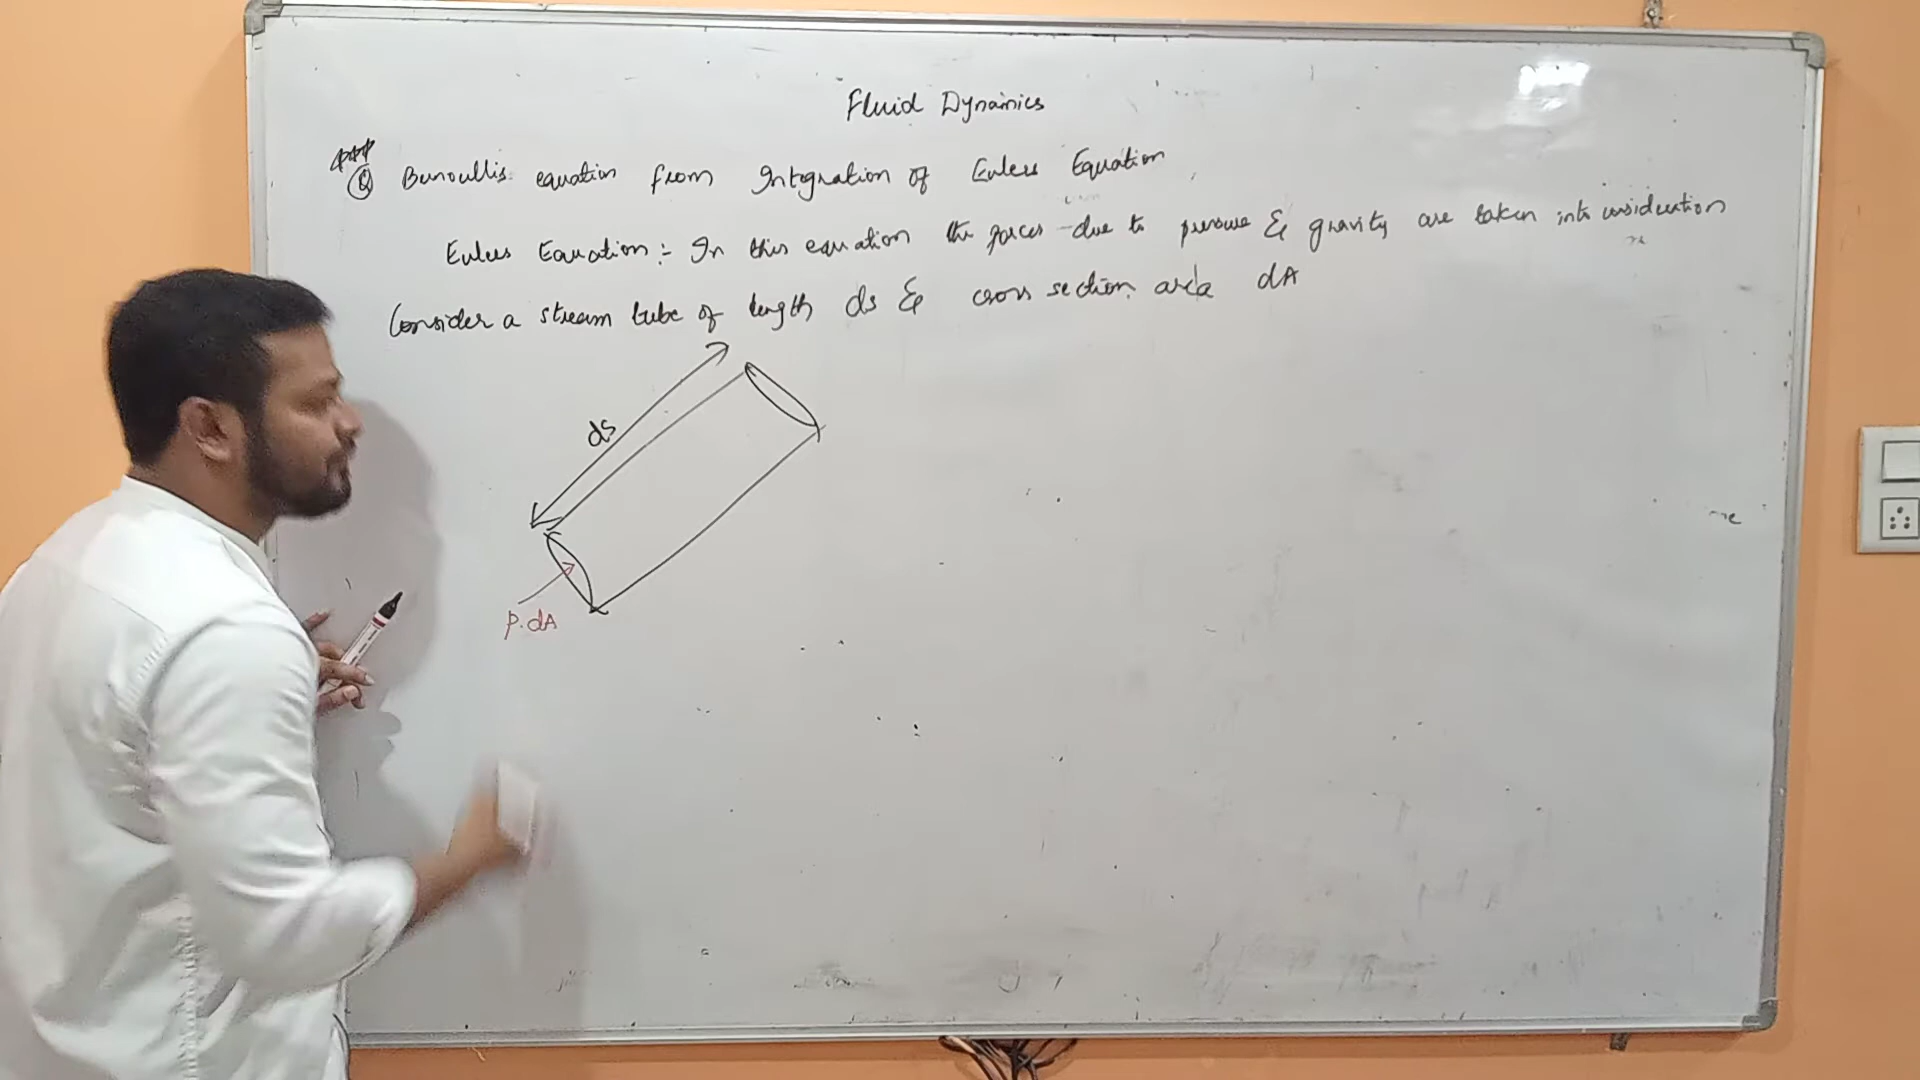 Fluid Dynamics
Q Bernoullis equation from Integration of Eulers Equation
Eulers Equation :- In this equation the forces due to pressure & gravity are taken into consideration
Consider a stream tube of length ds & cross section area dA
ds
P.dA